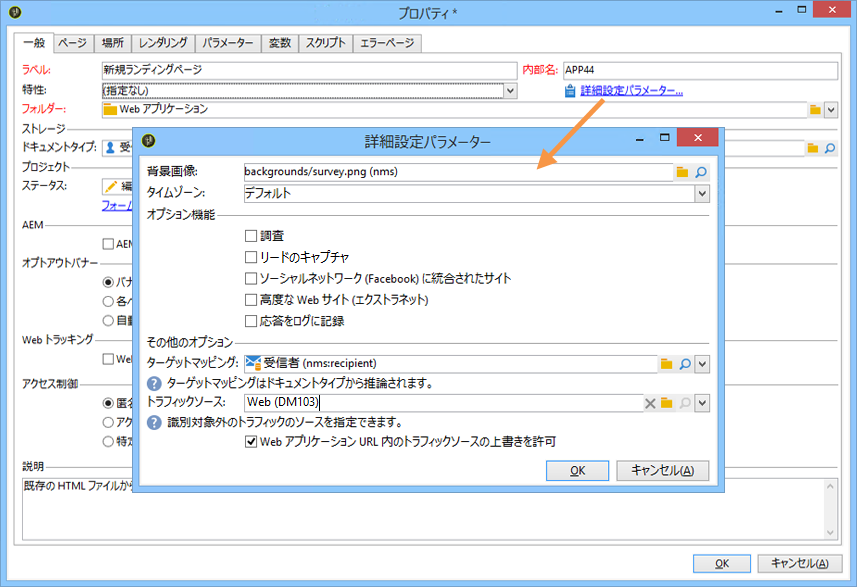 プロパティ *
一般 ページ 場所 レンダリング パラメーター 変数 スクリプト エラーページ
ラベル: 新規ランディングページ 内部名: APP44
特性: (指定なし) 詳細設定パラメーター...
フォルダー: Web アプリケーション
ストレージ
ドキュメントタイプ: 受
プロジェクト
ステータス: 編
フォーム
AEM
AEM
オプトアウトバナー
バナ
各ペ
自動
Web トラッキング
Web
アクセス制御
匿名
アク
特定
説明
既存の HTML ファイルから
OK キャンセル(A)
詳細設定パラメーター
背景画像: backgrounds/survey.png (nms)
タイムゾーン: デフォルト
オプション機能
調査
リードのキャプチャ
ソーシャルネットワーク (Facebook) に統合されたサイト
高度な Web サイト (エクストラネット)
応答をログに記録
その他のオプション
ターゲットマッピング: 受信者 (nms:recipient)
ターゲットマッピングはドキュメントタイプから推論されます。
トラフィックソース: Web (DM103)
識別対象外のトラフィックのソースを指定できます。
Web アプリケーション URL 内のトラフィックソースの上書きを許可
OK キャンセル(A)